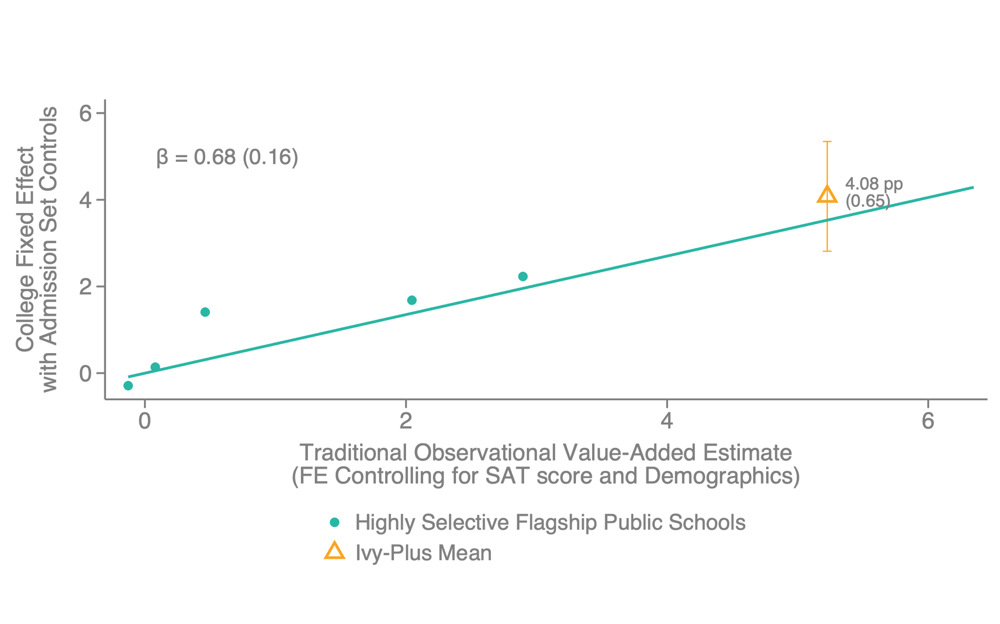 College Fixed Effect
with Admission Set Controls
6
4
2
0
β = 0.68 (0.16)
4.08 pp
(0.65)
0
2
4
6
Traditional Observational Value-Added Estimate
(FE Controlling for SAT score and Demographics)
Highly Selective Flagship Public Schools
Ivy-Plus Mean